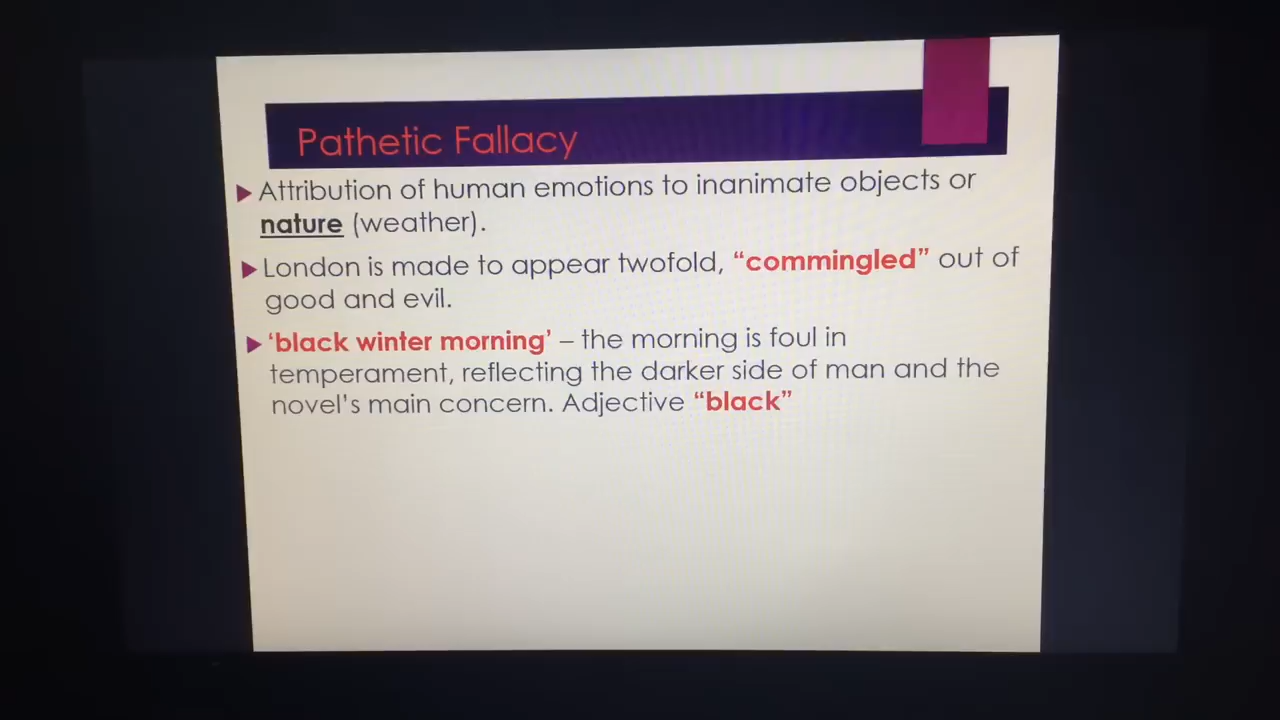 Pathetic Fallacy
Attribution of human emotions to inanimate objects or
nature (weather).
London is made to appear twofold, “commingled” out of
good and evil.
‘black winter morning’ – the morning is foul in
temperament, reflecting the darker side of man and the
novel's main concern. Adjective “black”